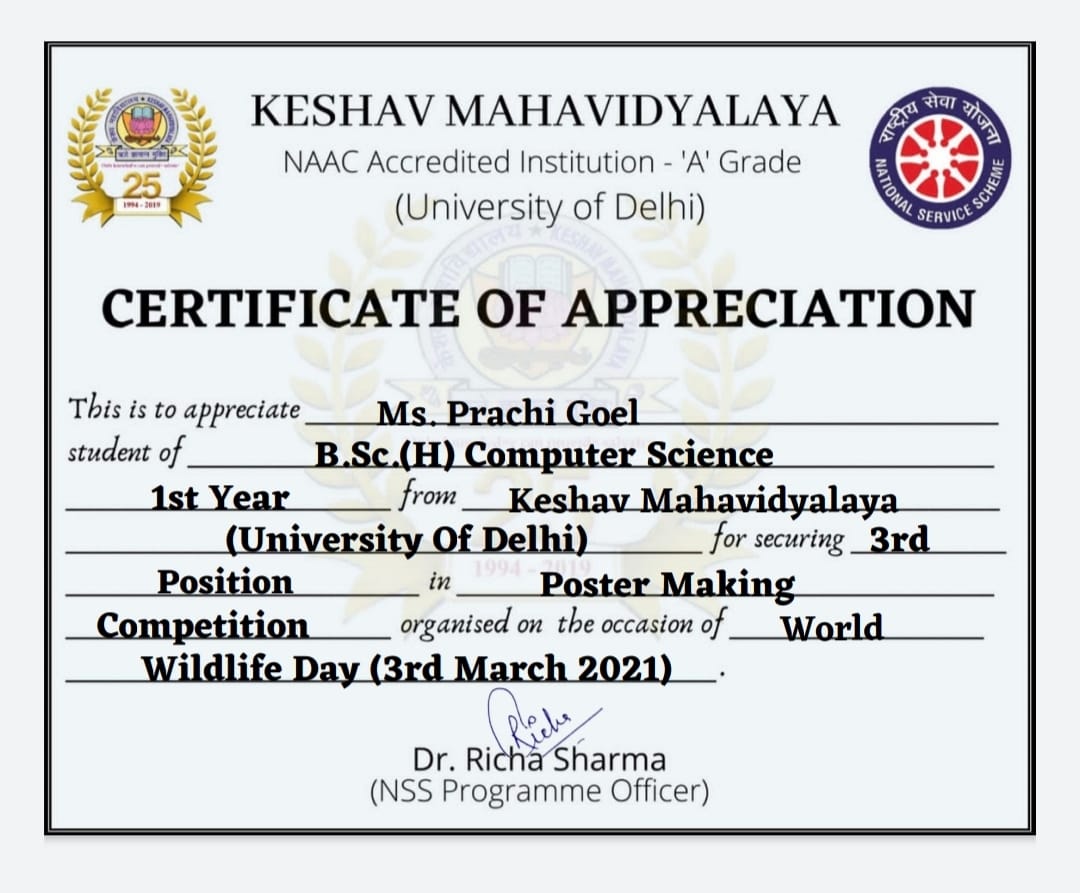 KESHAV MAHAVIDYALAYA
NAAC Accredited Institution - 'A' Grade
(University of Delhi)
25
1994 - 2019
राष्ट्रीय सेवा योजना
NATIONAL SERVICE SCHEME
CERTIFICATE OF APPRECIATION
This is to appreciate Ms. Prachi Goel
student of B.Sc.(H) Computer Science
1st Year from Keshav Mahavidyalaya
(University Of Delhi) for securing 3rd
Position in Poster Making
Competition organised on the occasion of World
Wildlife Day (3rd March 2021).
1994 - 2019
Richa
Dr. Richa Sharma
(NSS Programme Officer)